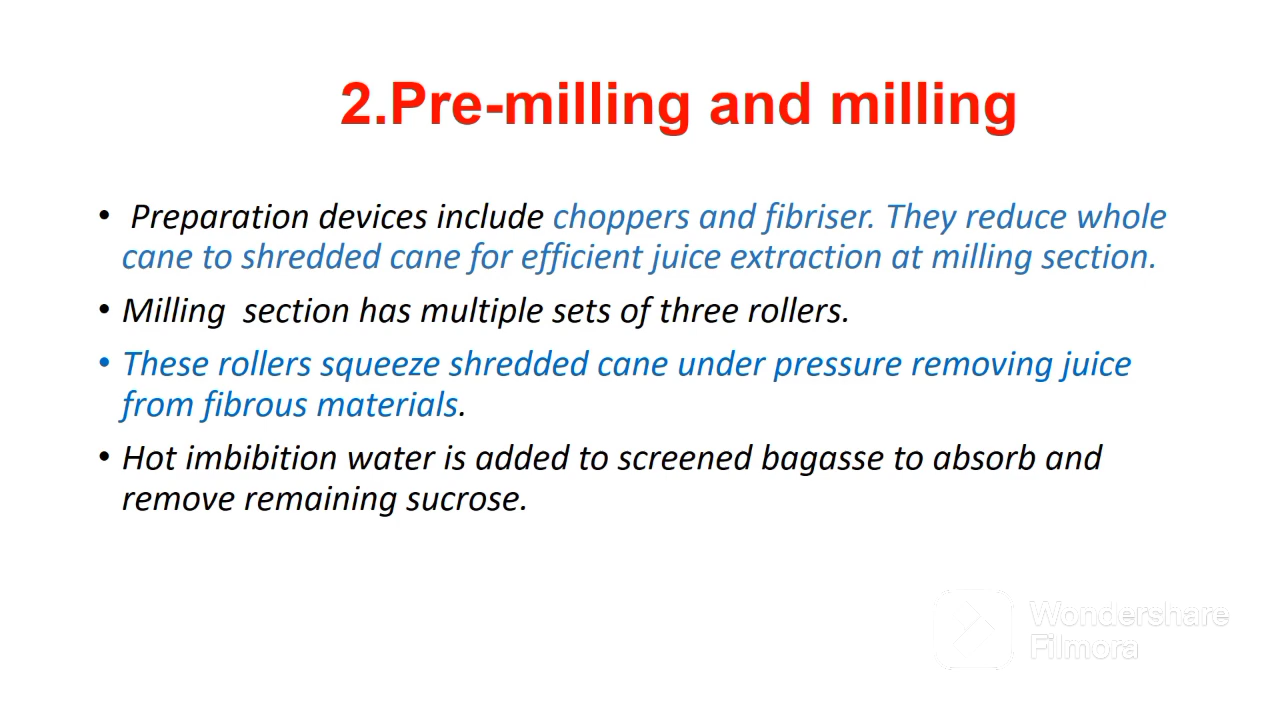 2.Pre-milling and milling
• Preparation devices include choppers and fibriser. They reduce whole
cane to shredded cane for efficient juice extraction at milling section.
• Milling section has multiple sets of three rollers.
• These rollers squeeze shredded cane under pressure removing juice
from fibrous materials.
• Hot imbibition water is added to screened bagasse to absorb and
remove remaining sucrose.
Wondershare
Filmora